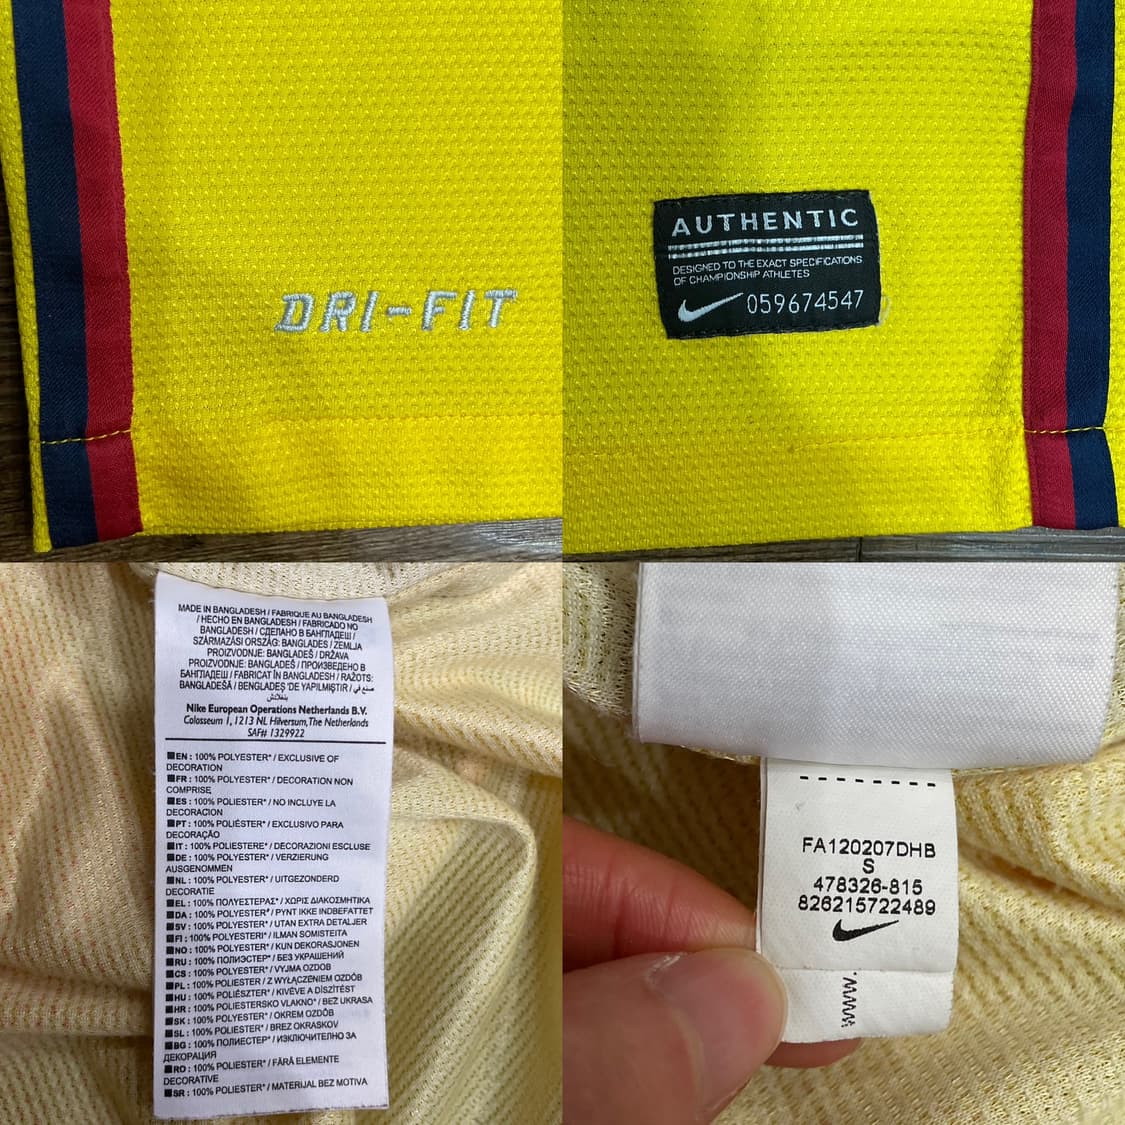 DRI-FIT
AUTHENTIC
DESIGNED TO THE EXACT SPECIFICATIONS
OF CHAMPIONSHIP ATHLETES
059674547
MADE IN BANGLADESH / FABRIQUE AU BANGLADESH
/ HECHO EN BANGLADESH / FABRICADO NO
BANGLADESH / СДЕЛАНО В БАНГЛАДЕШ /
SZÁRMAZÁSI ORSZÁG: BANGLADES / ZEMLJA
PROIZVODNJE: BANGLADEŠ / DRŽAVA
PROIZVODNJE: BANGLADEŠ / ПРОИЗВЕДЕНО В
БАНГЛАДЕШ / FABRICAT ÎN BANGLADESH / RAŽOTS:
BANGLADEŠĀ / BENGLADEŞ 'DE YAPILMIŞTIR / صنع في
بنغلادش
Nike European Operations Netherlands B.V.
Colosseum 1, 1213 NL Hilversum, The Netherlands
SAF# 1329922
EN : 100% POLYESTER* / EXCLUSIVE OF
DECORATION
FR : 100% POLYESTER* / DECORATION NON
COMPRISE
ES : 100% POLIESTER* / NO INCLUYE LA
DECORACION
PT : 100% POLIÉSTER* / EXCLUSIVO PARA
DECORAÇÃO
IT : 100% POLIESTERE* / DECORAZIONI ESCLUSE
DE : 100% POLYESTER* / VERZIERUNG
AUSGENOMMEN
NL : 100% POLYESTER* / UITGEZONDERD
DECORATIE
EL : 100% ΠΟΛΥΕΣΤΕΡΑΣ* / ΧΩΡΙΣ ΔΙΑΚΟΣΜΗΤΙΚΑ
DA : 100% POLYESTER* / PYNT IKKE INDBEFATTET
SV : 100% POLYESTER* / UTAN EXTRA DETALJER
FI : 100% POLYESTERI* / ILMAN SOMISTEITA
NO : 100% POLYESTER* / KUN DEKORASJONEN
RU : 100% ПОЛИЭСТЕР* / БЕЗ УКРАШЕНИЙ
CS : 100% POLYESTER* / VYJMA OZDOB
PL : 100% POLIESTER / Z WYŁĄCZENIEM OZDÓB
HU : 100% POLIÉSZTER* / KIVÉVE A DÍSZÍTÉST
HR : 100% POLIESTERSKO VLAKNO* / BEZ UKRASA
SK : 100% POLYESTER* / OKREM OZDÔB
SL : 100% POLIESTER* / BREZ OKRASKOV
BG : 100% ПОЛИЕСТЕР* / ИЗКЛЮЧИТЕЛНО ЗА
ДЕКОРАЦИЯ
RO : 100% POLIESTER* / FĂRĂ ELEMENTE
DECORATIVE
SR : 100% POLIESTER* / MATERIJAL BEZ MOTIVA
FA120207DHB
S
478326-815
826215722489